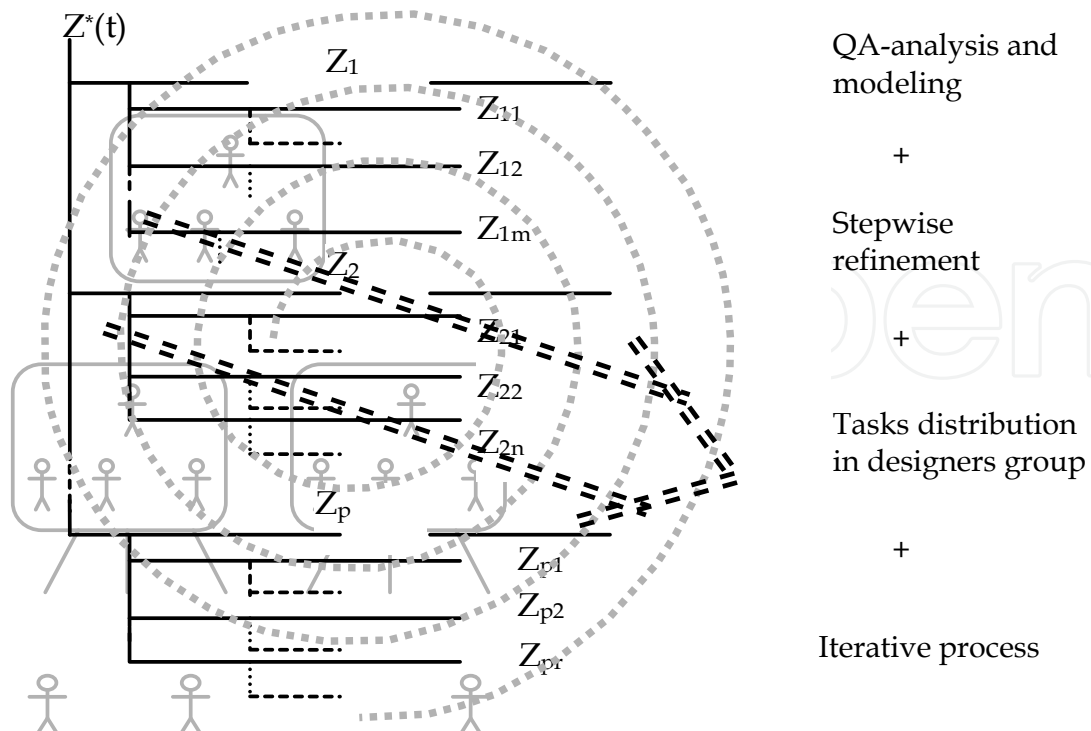 Z*(t)
Z1
Z11
Z12
Z1m
Z2
Z21
Z22
Z2n
Zp
Zp1
Zp2
Zpr
QA-analysis and
modeling
+
Stepwise
refinement
+
Tasks distribution
in designers group
+
Iterative process
pen